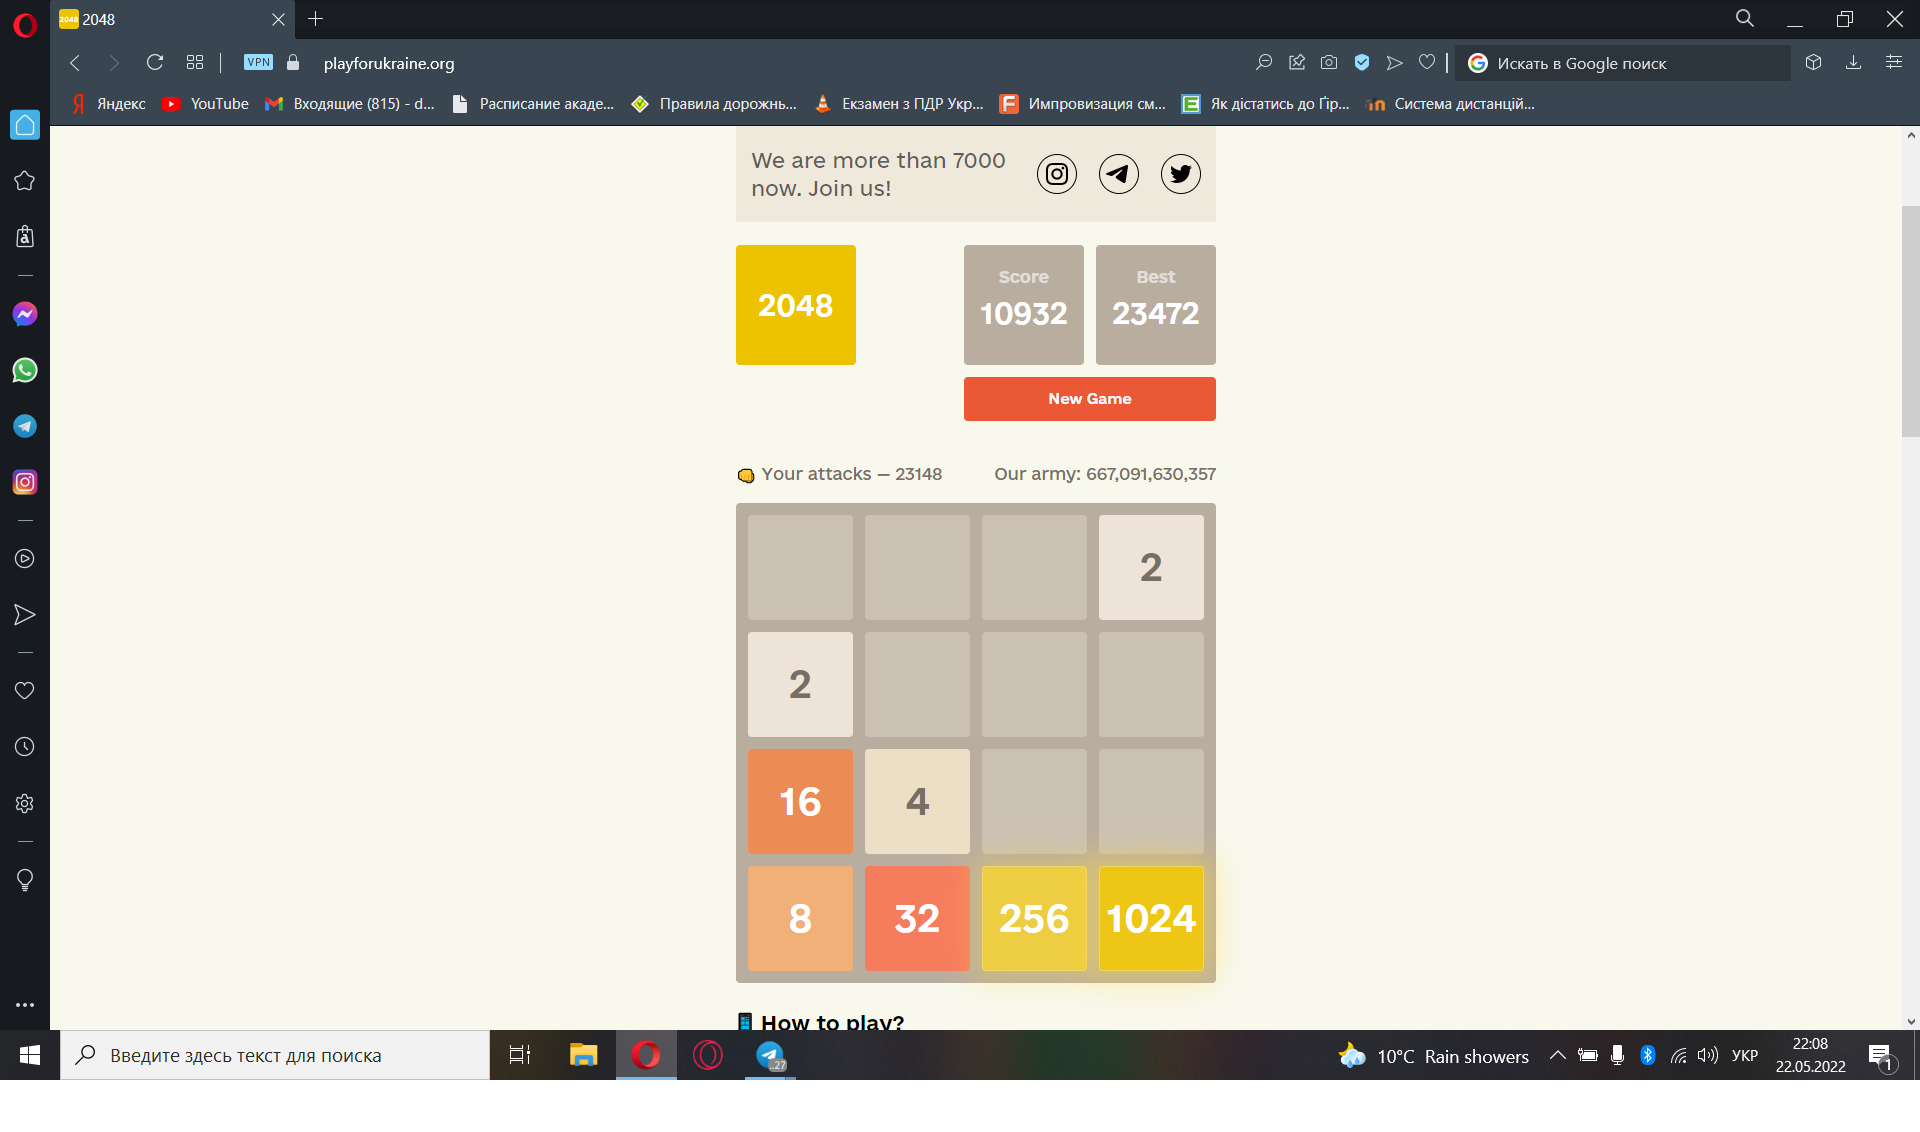 2048
2048
VPN
playforukraine.org
Искать в Google поиск
Яндекс
YouTube
Входящие (815) - d...
Расписание акаде...
Правила дорожнь...
Екзамен з ПДР Укр...
Импровизация см...
Як дістатись до Ґір...
Система дистанцій...
We are more than 7000
now. Join us!
2048
Score
10932
Best
23472
New Game
Your attacks – 23148
Our army: 667,091,630,357
2
2
16 4
8 32 256 1024
How to play?
Введите здесь текст для поиска
..27
10°C Rain showers
УКР
22:08
22.05.2022
1